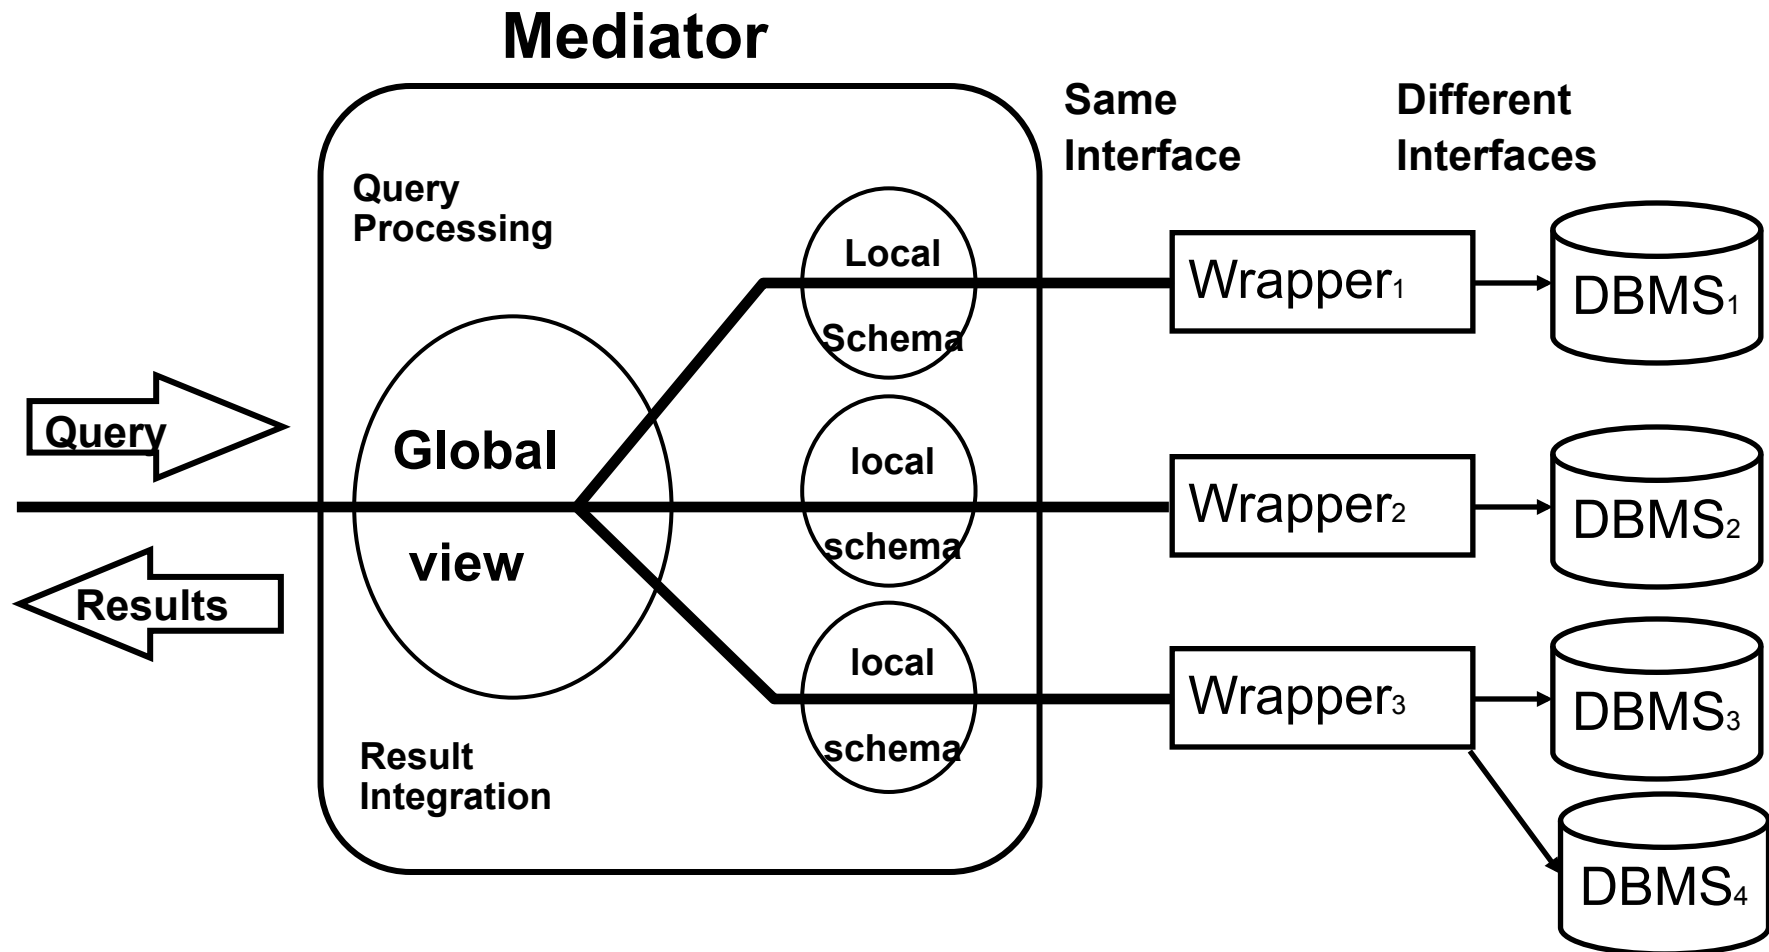 Mediator
Same
Interface
Different
Interfaces
Query
Processing
Local
Schema
Wrapper₁
DBMS₁
Query
Global
view
local
schema
Wrapper₂
DBMS₂
Results
local
schema
Wrapper₃
DBMS₃
Result
Integration
DBMS₄